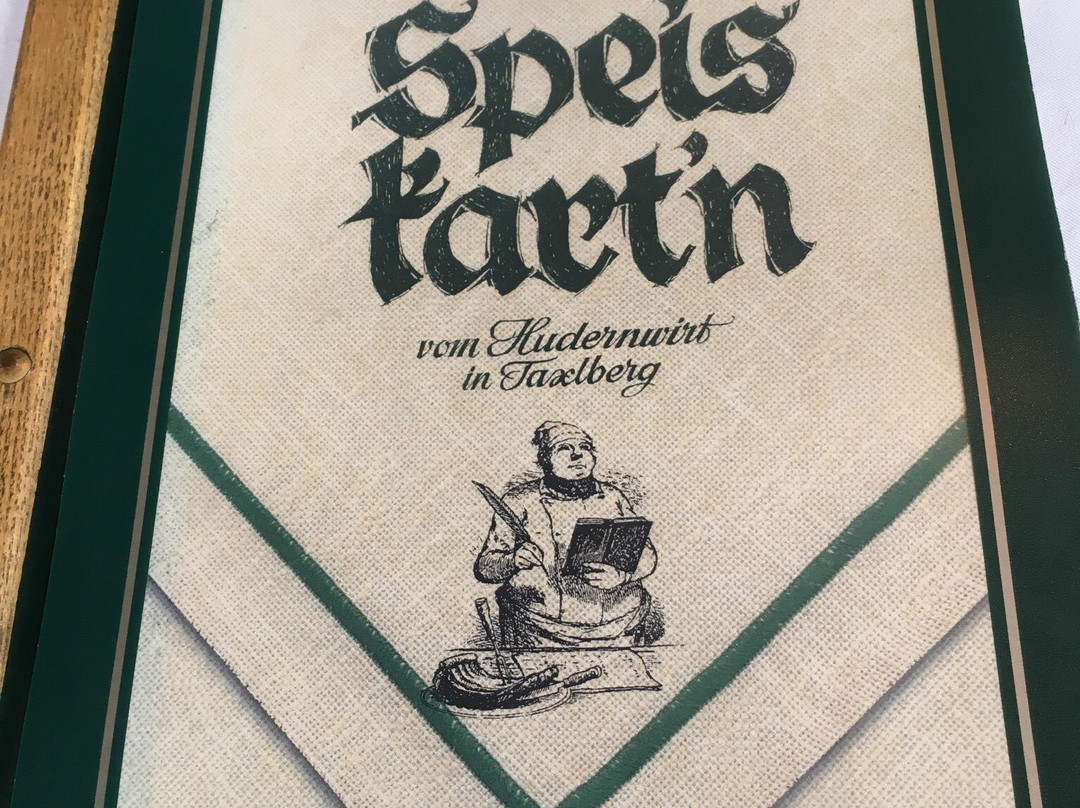 Speis
kart'n
vom Hudernwirt
in Taxlberg